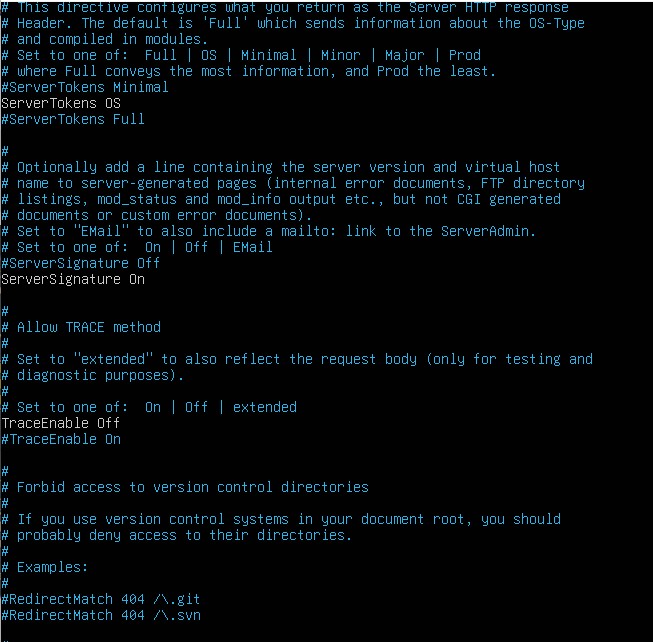 # This directive configures what you return as the Server HTTP response
# Header. The default is 'Full' which sends information about the OS-Type
# and compiled in modules.
# Set to one of:  Full | OS | Minimal | Minor | Major | Prod
# where Full conveys the most information, and Prod the least.
#ServerTokens Minimal
ServerTokens OS
#ServerTokens Full

#
# Optionally add a line containing the server version and virtual host
# name to server-generated pages (internal error documents, FTP directory
# listings, mod_status and mod_info output etc., but not CGI generated
# documents or custom error documents).
# Set to "EMail" to also include a mailto: link to the ServerAdmin.
# Set to one of:  On | Off | EMail
#ServerSignature Off
ServerSignature On

#
# Allow TRACE method
#
# Set to "extended" to also reflect the request body (only for testing and
# diagnostic purposes).
#
# Set to one of:  On | Off | extended
TraceEnable Off
#TraceEnable On

#
# Forbid access to version control directories
#
# If you use version control systems in your document root, you should
# probably deny access to their directories.
#
# Examples:
#
#RedirectMatch 404 /\.git
#RedirectMatch 404 /\.svn